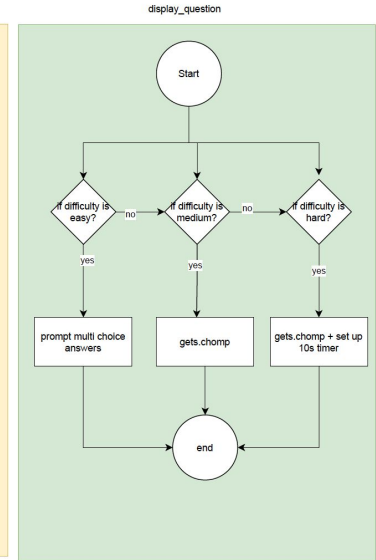 display_question
Start
if difficulty is
easy?
no
if difficulty is
medium?
no
if difficulty is
hard?
yes
yes
yes
prompt multi choice
answers
gets.chomp
gets.chomp + set up
10s timer
end